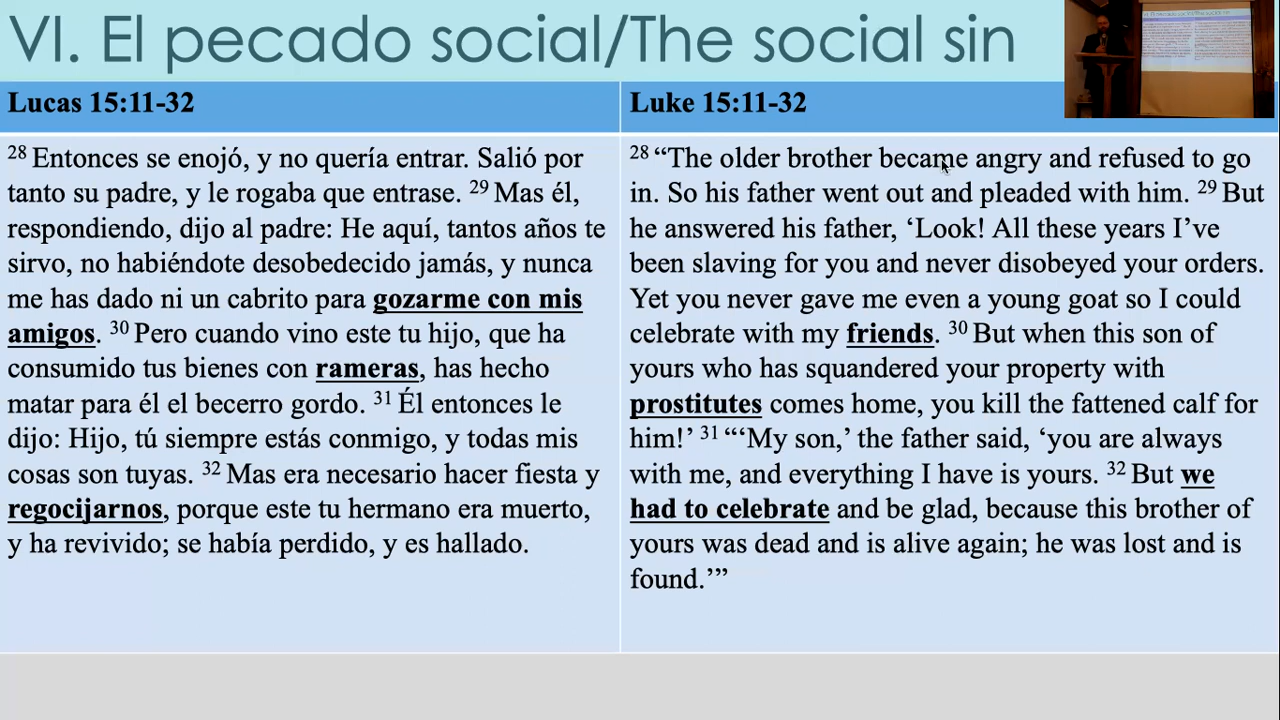 VI. El pecado social/The social sin
Lucas 15:11-32
28 Entonces se enojó, y no quería entrar. Salió por
tanto su padre, y le rogaba que entrase. 29 Mas él,
respondiendo, dijo al padre: He aquí, tantos años te
sirvo, no habiéndote desobedecido jamás, y nunca
me has dado ni un cabrito para gozarme con mis
amigos. 30 Pero cuando vino este tu hijo, que ha
consumido tus bienes con rameras, has hecho
matar para él el becerro gordo. 31 Él entonces le
dijo: Hijo, tú siempre estás conmigo, y todas mis
cosas son tuyas. 32 Mas era necesario hacer fiesta y
regocijarnos, porque este tu hermano era muerto,
y ha revivido; se había perdido, y es hallado.
Luke 15:11-32
28 “The older brother became angry and refused to go
in. So his father went out and pleaded with him. 29 But
he answered his father, ‘Look! All these years I’ve
been slaving for you and never disobeyed your orders.
Yet you never gave me even a young goat so I could
celebrate with my friends. 30 But when this son of
yours who has squandered your property with
prostitutes comes home, you kill the fattened calf for
him!’ 31 “‘My son,’ the father said, ‘you are always
with me, and everything I have is yours. 32 But we
had to celebrate and be glad, because this brother of
yours was dead and is alive again; he was lost and is
found.’”
VI. El pecado social/The social sin